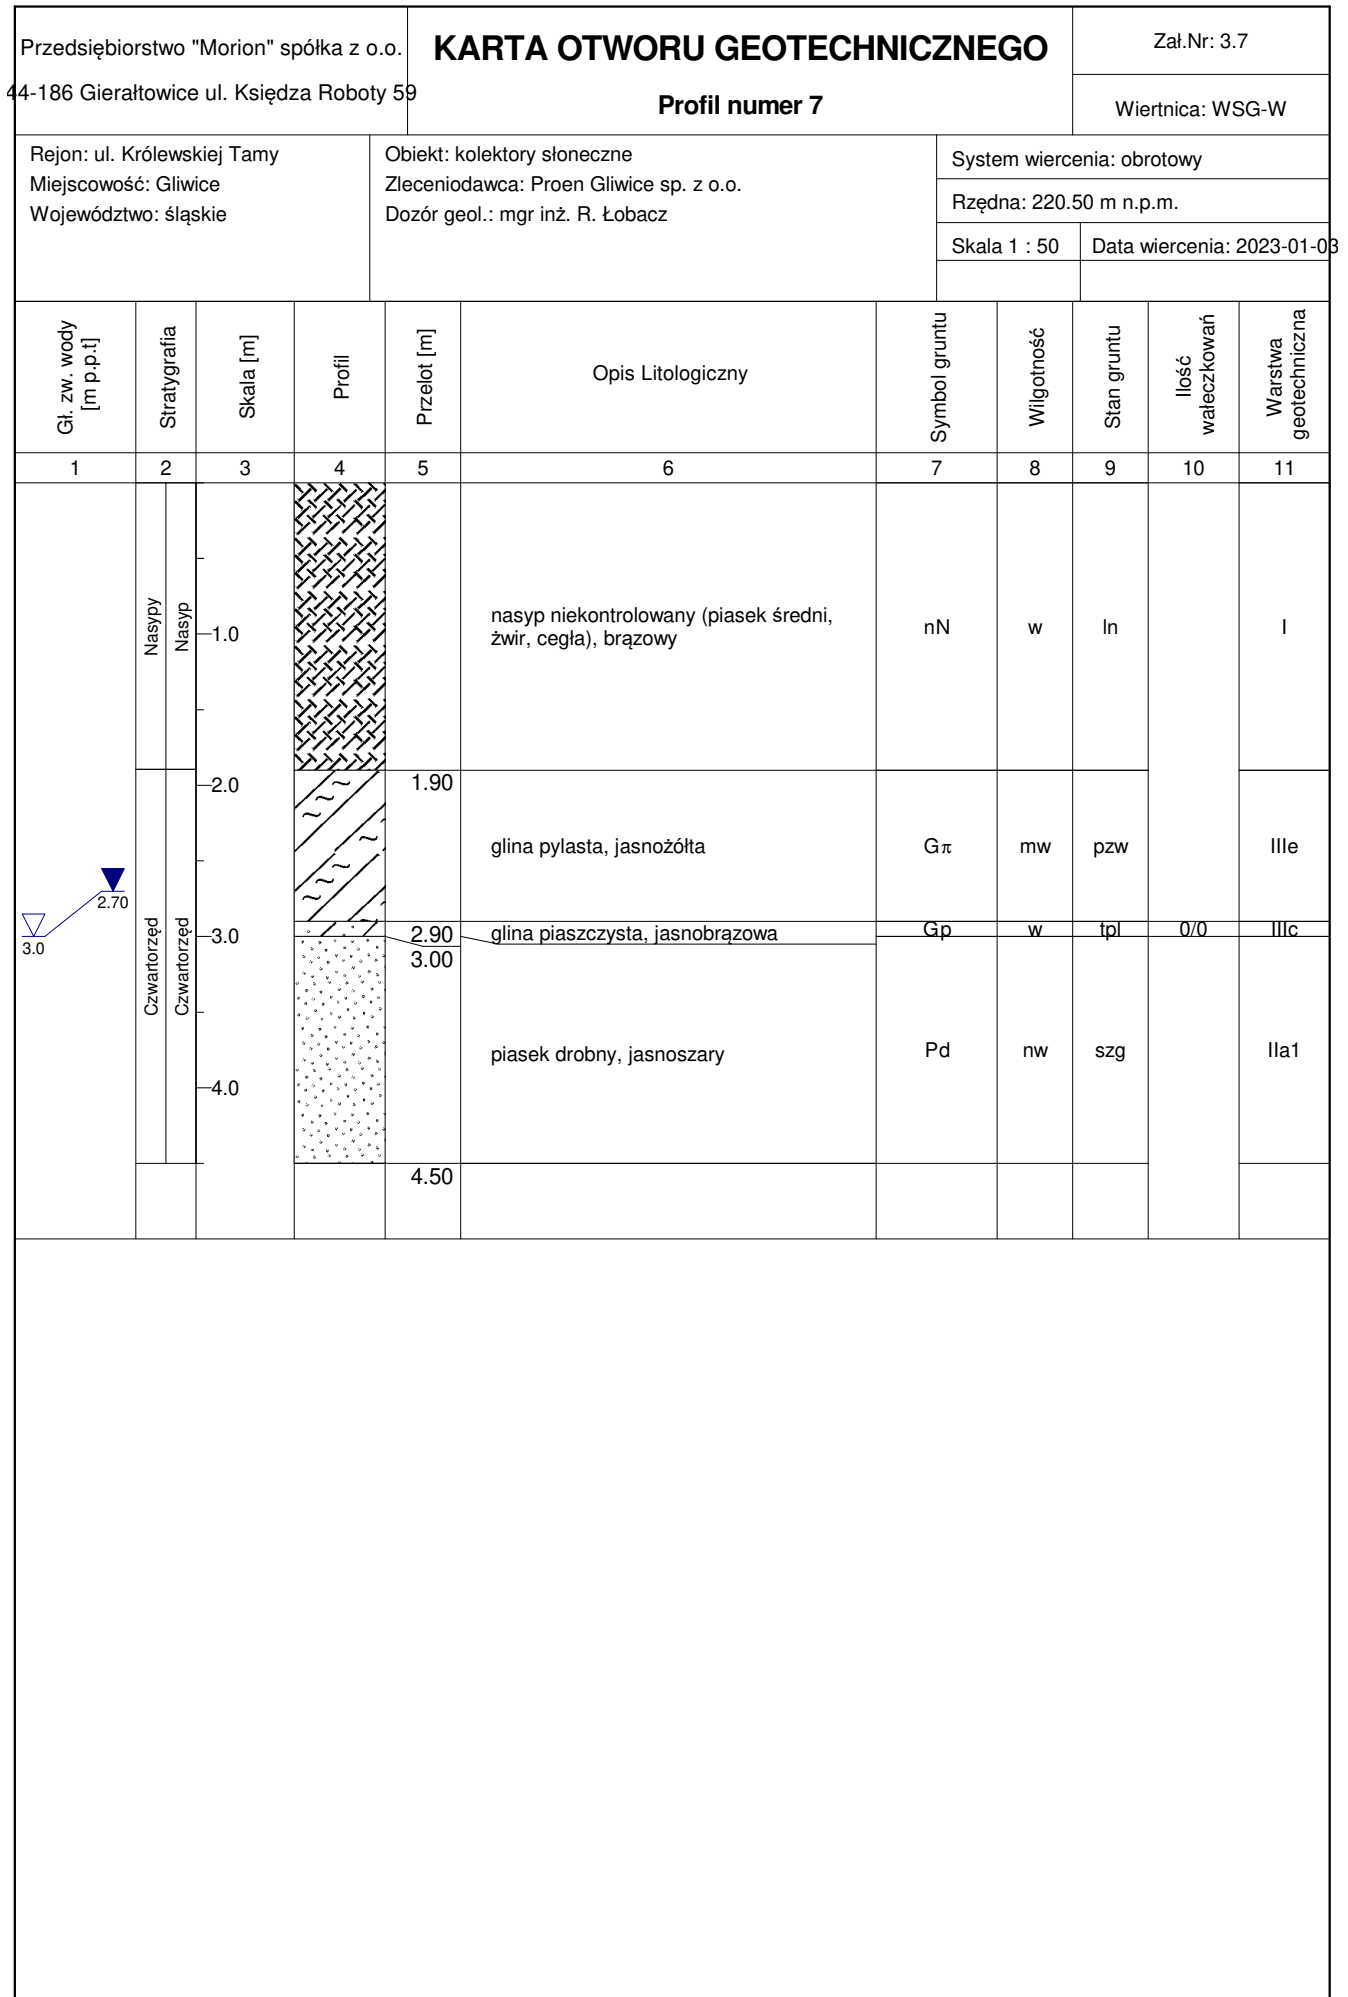 Przedsiębiorstwo "Morion" spółka z o.o.
44-186 Gierałtowice ul. Księdza Roboty 59
KARTA OTWORU GEOTECHNICZNEGO
Profil numer 7
Zał.Nr: 3.7
Wiertnica: WSG-W
Rejon: ul. Królewskiej Tamy
Miejscowość: Gliwice
Województwo: śląskie
Obiekt: kolektory słoneczne
Zleceniodawca: Proen Gliwice sp. z o.o.
Dozór geol.: mgr inż. R. Łobacz
System wiercenia: obrotowy
Rzędna: 220.50 m n.p.m.
Skala 1 : 50
Data wiercenia: 2023-01-03
Gł. zw. wody
[m p.p.t]
Stratygrafia
Skala [m]
Profil
Przelot [m]
Opis Litologiczny
Symbol gruntu
Wilgotność
Stan gruntu
Ilość
wałeczkowań
Warstwa
geotechniczna
1 2 3 4 5 6 7 8 9 10 11
Nasypy
Nasyp
1.0
nasyp niekontrolowany (piasek średni,
żwir, cegła), brązowy
nN w ln I
2.0
1.90
glina pylasta, jasnożółta
Gπ mw pzw IIIe
2.70
3.0
Czwartorzęd
Czwartorzęd
3.0
2.90
glina piaszczysta, jasnobrązowa
Gp w tpl 0/0 IIIc
3.00
piasek drobny, jasnoszary
Pd nw szg IIa1
4.0
4.50